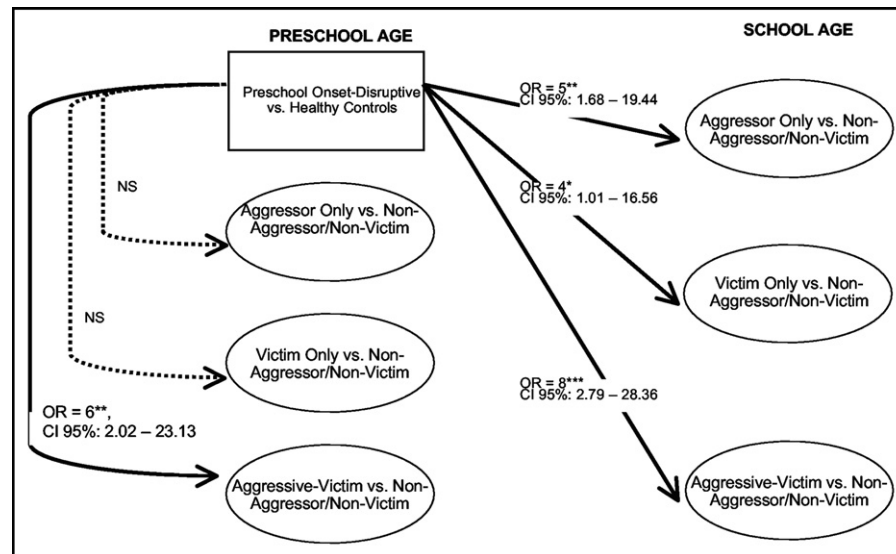 PRESCHOOL AGE
SCHOOL AGE
Preschool Onset-Disruptive
vs. Healthy Controls
OR = 5**
CI 95%: 1.68 – 19.44
Aggressor Only vs. Non-
Aggressor/Non-Victim
NS
Aggressor Only vs. Non-
Aggressor/Non-Victim
OR = 4*
CI 95%: 1.01 – 16.56
Victim Only vs. Non-
Aggressor/Non-Victim
NS
Victim Only vs. Non-
Aggressor/Non-Victim
OR = 8***
CI 95%: 2.79 – 28.36
OR = 6**,
CI 95%: 2.02 – 23.13
Aggressive-Victim vs. Non-
Aggressor/Non-Victim
Aggressive-Victim vs. Non-
Aggressor/Non-Victim